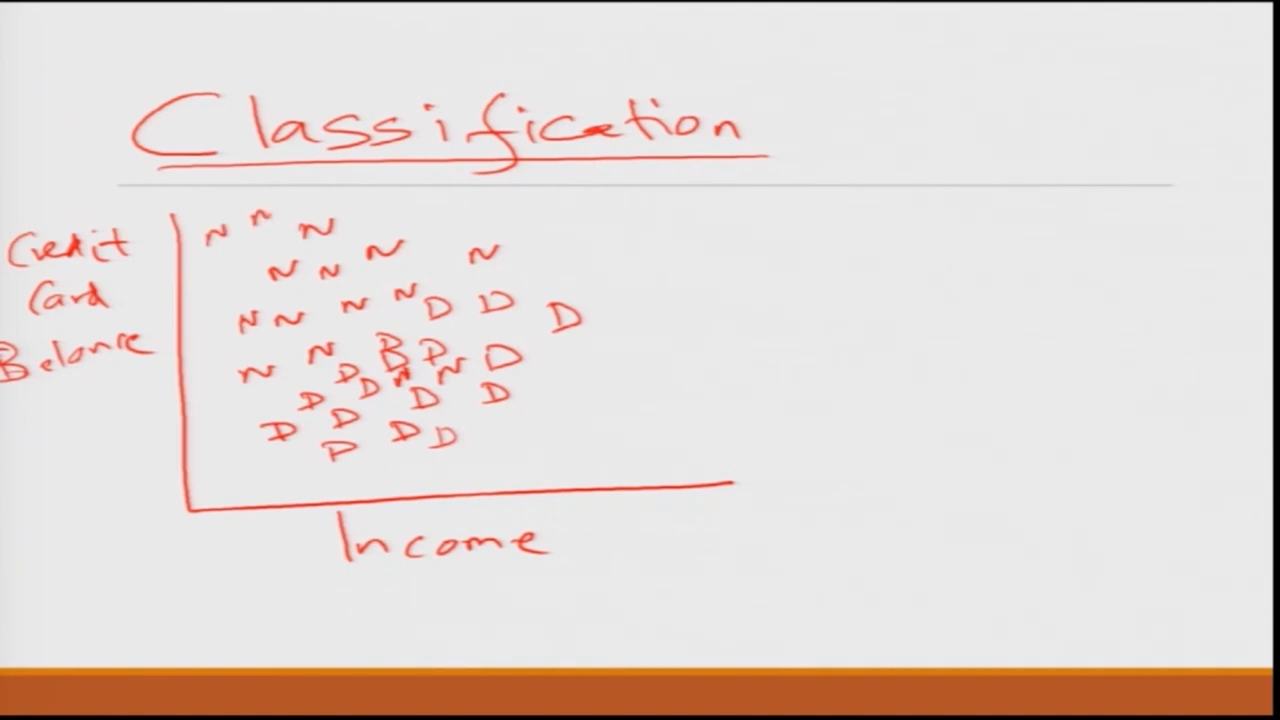 Classification
Credit
Card
Balance
N N N
N N N N
N N N N D D D
N N D B D N N D
D D D D D
D D D D
Income